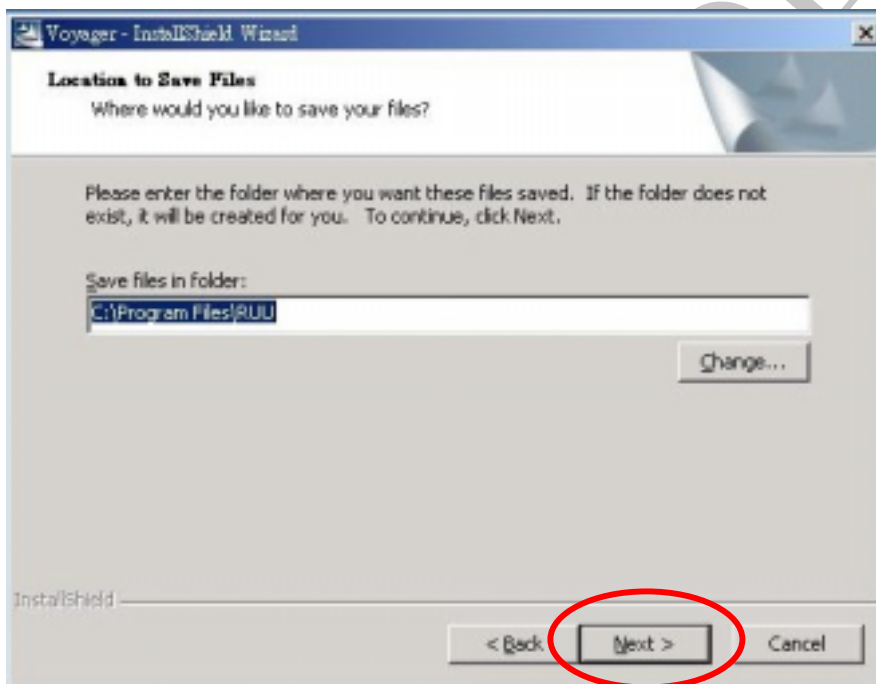 Voyager - InstallShield Wizard
Location to Save Files
Where would you like to save your files?
Please enter the folder where you want these files saved. If the folder does not
exist, it will be created for you. To continue, click Next.
Save files in folder:
C:\Program Files\RUU
Change...
InstallShield
< Back
Next >
Cancel